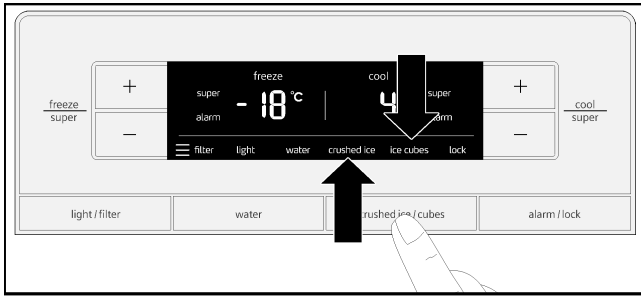 freeze
super
+
−
freeze
cool
super
- 18 °C
4
super
alarm
alarm
filter
light
water
crushed ice
ice cubes
lock
+
−
cool
super
light / filter
water
crushed ice / cubes
alarm / lock